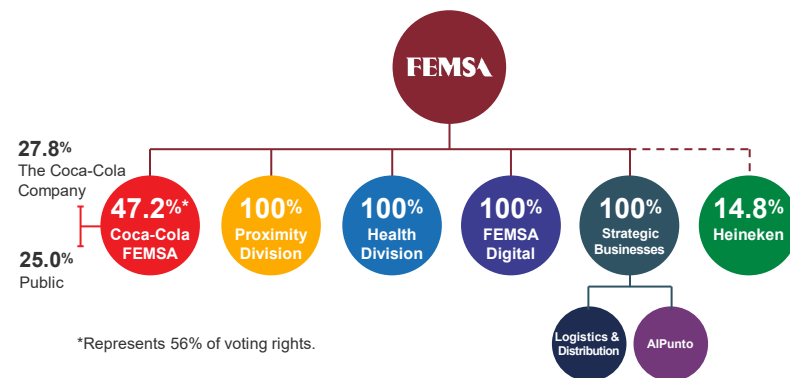 FEMSA
27.8%
The Coca-Cola
Company
25.0%
Public
47.2%*
Coca-Cola
FEMSA
100%
Proximity
Division
100%
Health
Division
100%
FEMSA
Digital
100%
Strategic
Businesses
14.8%
Heineken
Logistics &
Distribution
AlPunto
*Represents 56% of voting rights.